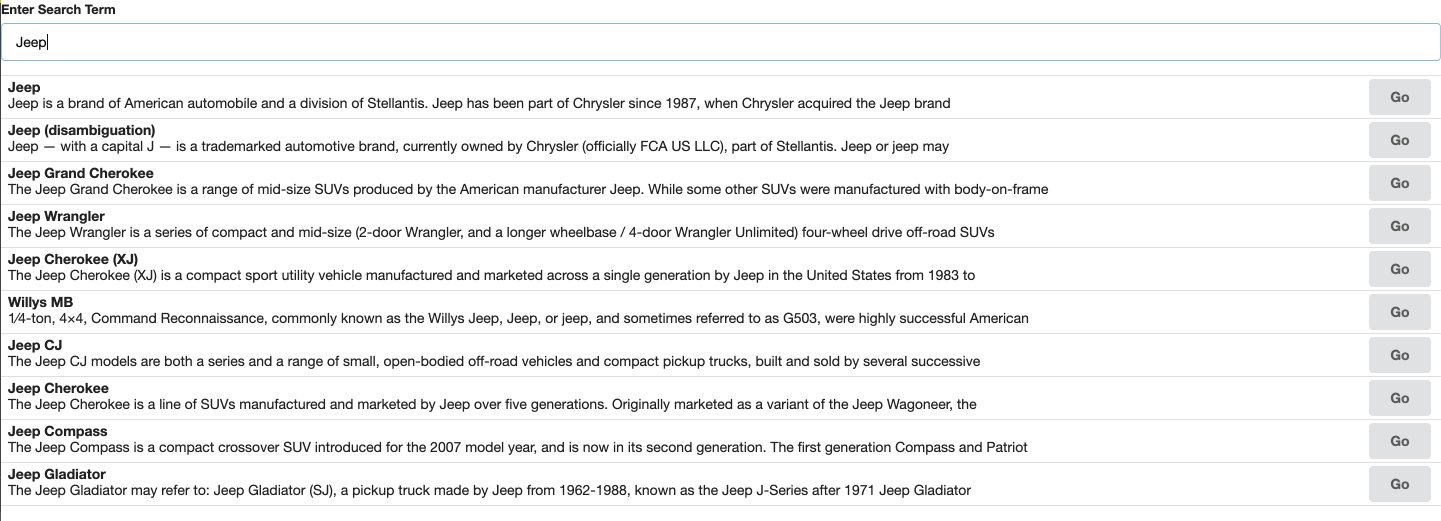 Enter Search Term
Jeep
Jeep
Jeep is a brand of American automobile and a division of Stellantis. Jeep has been part of Chrysler since 1987, when Chrysler acquired the Jeep brand
Go
Jeep (disambiguation)
Jeep — with a capital J — is a trademarked automotive brand, currently owned by Chrysler (officially FCA US LLC), part of Stellantis. Jeep or jeep may
Go
Jeep Grand Cherokee
The Jeep Grand Cherokee is a range of mid-size SUVs produced by the American manufacturer Jeep. While some other SUVs were manufactured with body-on-frame
Go
Jeep Wrangler
The Jeep Wrangler is a series of compact and mid-size (2-door Wrangler, and a longer wheelbase / 4-door Wrangler Unlimited) four-wheel drive off-road SUVs
Go
Jeep Cherokee (XJ)
The Jeep Cherokee (XJ) is a compact sport utility vehicle manufactured and marketed across a single generation by Jeep in the United States from 1983 to
Go
Willys MB
1⁄4-ton, 4×4, Command Reconnaissance, commonly known as the Willys Jeep, Jeep, or jeep, and sometimes referred to as G503, were highly successful American
Go
Jeep CJ
The Jeep CJ models are both a series and a range of small, open-bodied off-road vehicles and compact pickup trucks, built and sold by several successive
Go
Jeep Cherokee
The Jeep Cherokee is a line of SUVs manufactured and marketed by Jeep over five generations. Originally marketed as a variant of the Jeep Wagoneer, the
Go
Jeep Compass
The Jeep Compass is a compact crossover SUV introduced for the 2007 model year, and is now in its second generation. The first generation Compass and Patriot
Go
Jeep Gladiator
The Jeep Gladiator may refer to: Jeep Gladiator (SJ), a pickup truck made by Jeep from 1962-1988, known as the Jeep J-Series after 1971 Jeep Gladiator
Go